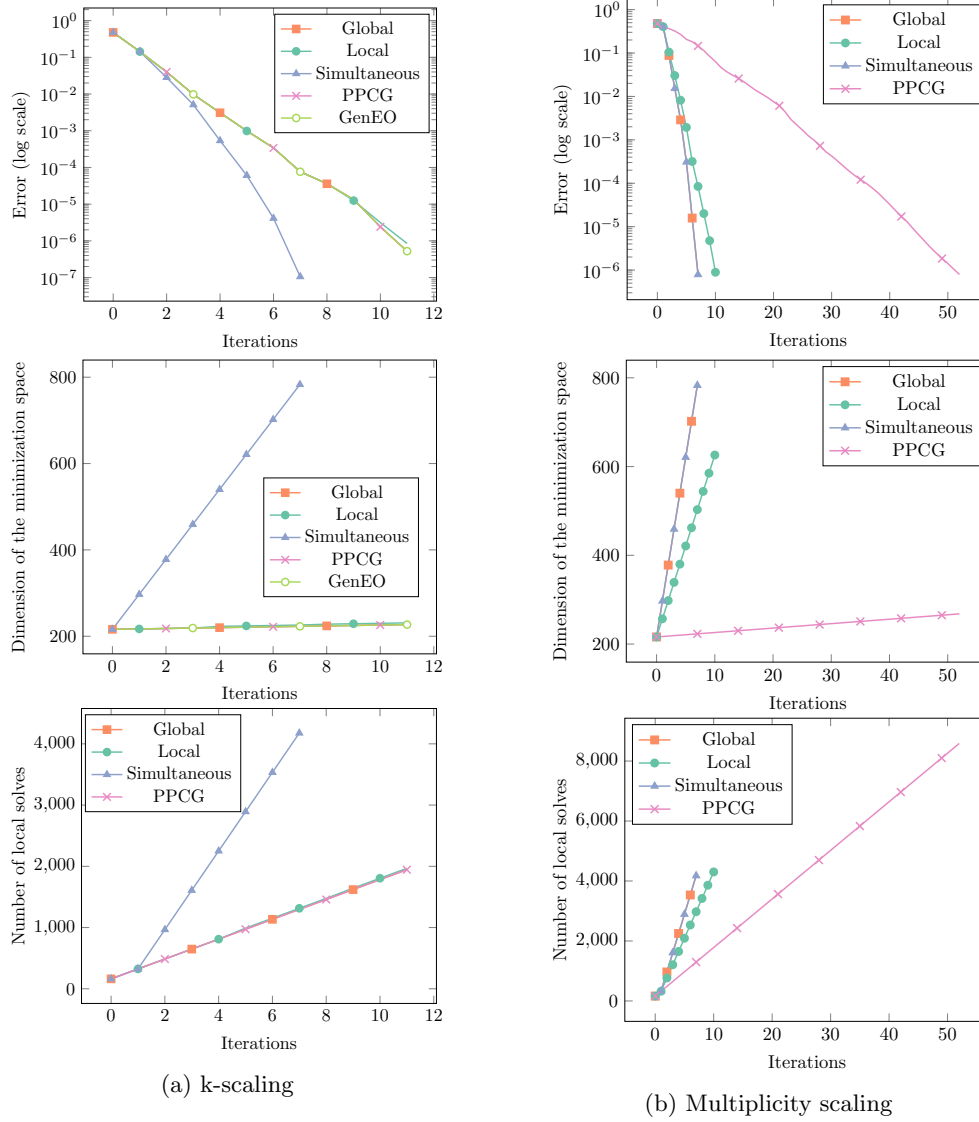 10^0
10^−1
10^−2
10^−3
10^−4
10^−5
10^−6
10^−7
Error (log scale)
0 2 4 6 8 10 12
Iterations
Global
Local
Simultaneous
PPCG
GenEO
800
600
400
200
Dimension of the minimization space
0 2 4 6 8 10 12
Iterations
Global
Local
Simultaneous
PPCG
GenEO
4,000
3,000
2,000
1,000
0
Number of local solves
0 2 4 6 8 10 12
Iterations
Global
Local
Simultaneous
PPCG
(a) k-scaling
10^0
10^−1
10^−2
10^−3
10^−4
10^−5
10^−6
Error (log scale)
0 10 20 30 40 50
Iterations
Global
Local
Simultaneous
PPCG
800
600
400
200
Dimension of the minimization space
0 10 20 30 40 50
Iterations
Global
Local
Simultaneous
PPCG
8,000
6,000
4,000
2,000
0
Number of local solves
0 10 20 30 40 50
Iterations
Global
Local
Simultaneous
PPCG
(b) Multiplicity scaling